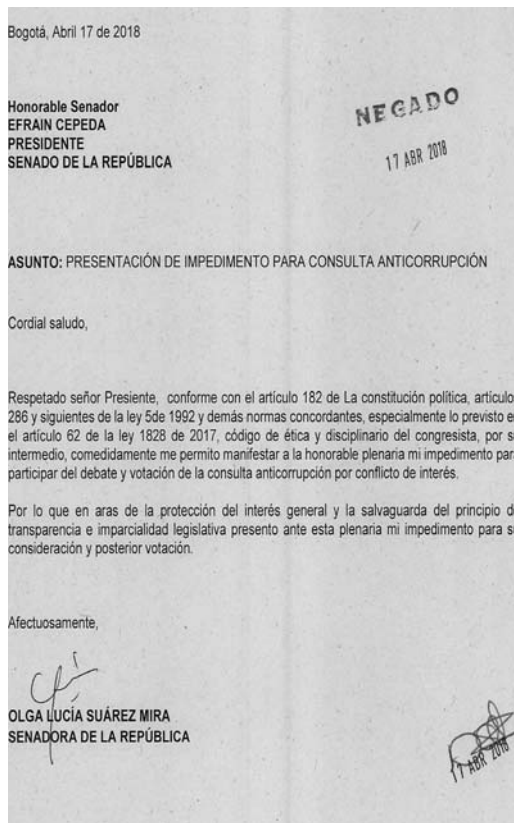 Bogotá, Abril 17 de 2018
Honorable Senador
EFRAIN CEPEDA
PRESIDENTE
SENADO DE LA REPÚBLICA
NEGADO
17 ABR 2018
ASUNTO: PRESENTACIÓN DE IMPEDIMENTO PARA CONSULTA ANTICORRUPCIÓN
Cordial saludo,
Respetado señor Presiente, conforme con el artículo 182 de La constitución política, artículo
286 y siguientes de la ley 5de 1992 y demás normas concordantes, especialmente lo previsto e
el artículo 62 de la ley 1828 de 2017, código de ética y disciplinario del congresista, por s
intermedio, comedidamente me permito manifestar a la honorable plenaria mi impedimento par
participar del debate y votación de la consulta anticorrupción por conflicto de interés.
Por lo que en aras de la protección del interés general y la salvaguarda del principio d
transparencia e imparcialidad legislativa presento ante esta plenaria mi impedimento para s
consideración y posterior votación.
Afectuosamente,
OLGA LUCÍA SUÁREZ MIRA
SENADORA DE LA REPÚBLICA
17 ABR 2018